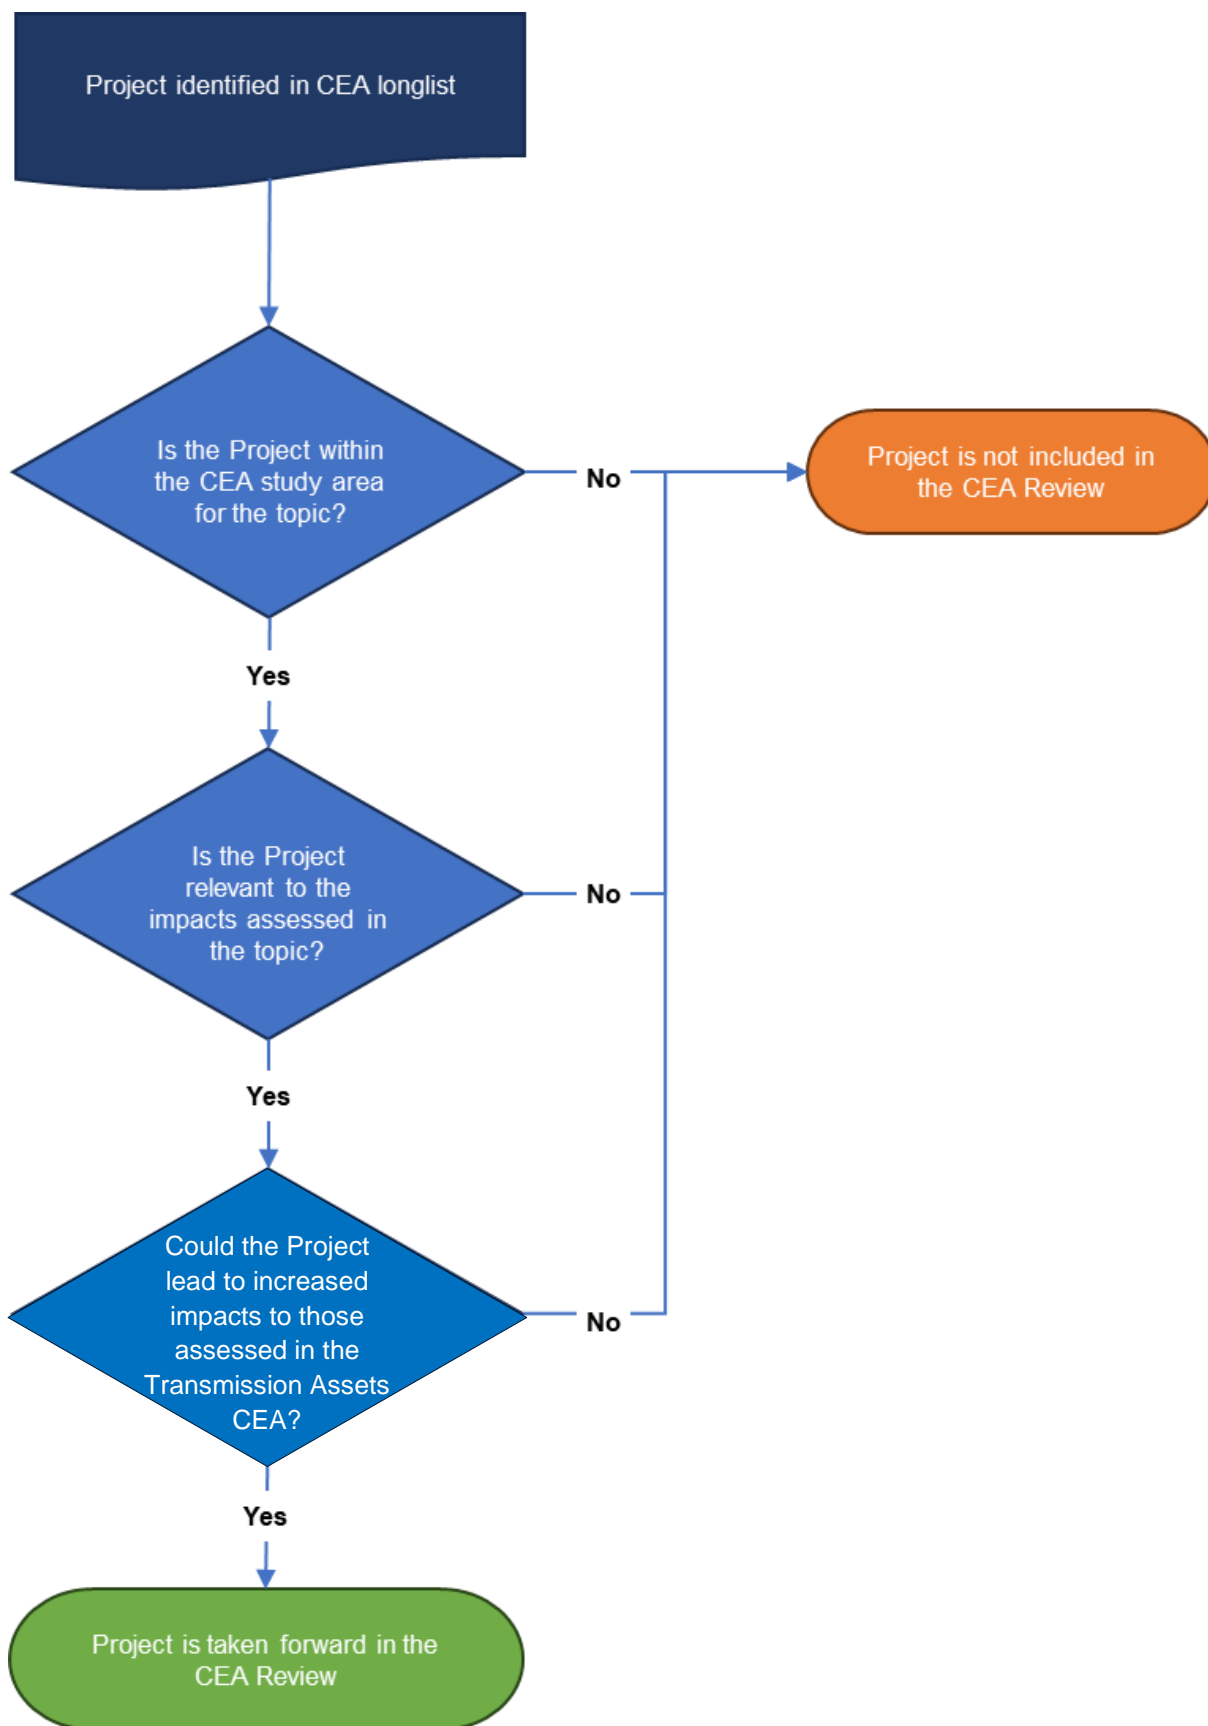 Project identified in CEA longlist
Is the Project within
the CEA study area
for the topic?
No
Project is not included in
the CEA Review
Yes
Is the Project
relevant to the
impacts assessed in
the topic?
No
Yes
Could the Project
lead to increased
impacts to those
assessed in the
Transmission Assets
CEA?
No
Yes
Project is taken forward in the
CEA Review